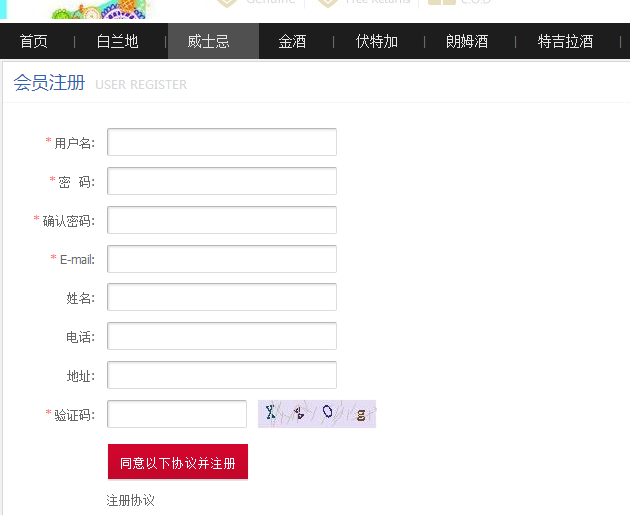 Genuine Free Retarns C.O.D
首页 白兰地 威士忌 金酒 伏特加 朗姆酒 特吉拉酒
会员注册 USER REGISTER
* 用户名:
* 密 码:
* 确认密码:
* E-mail:
姓名:
电话:
地址:
* 验证码:
同意以下协议并注册
注册协议